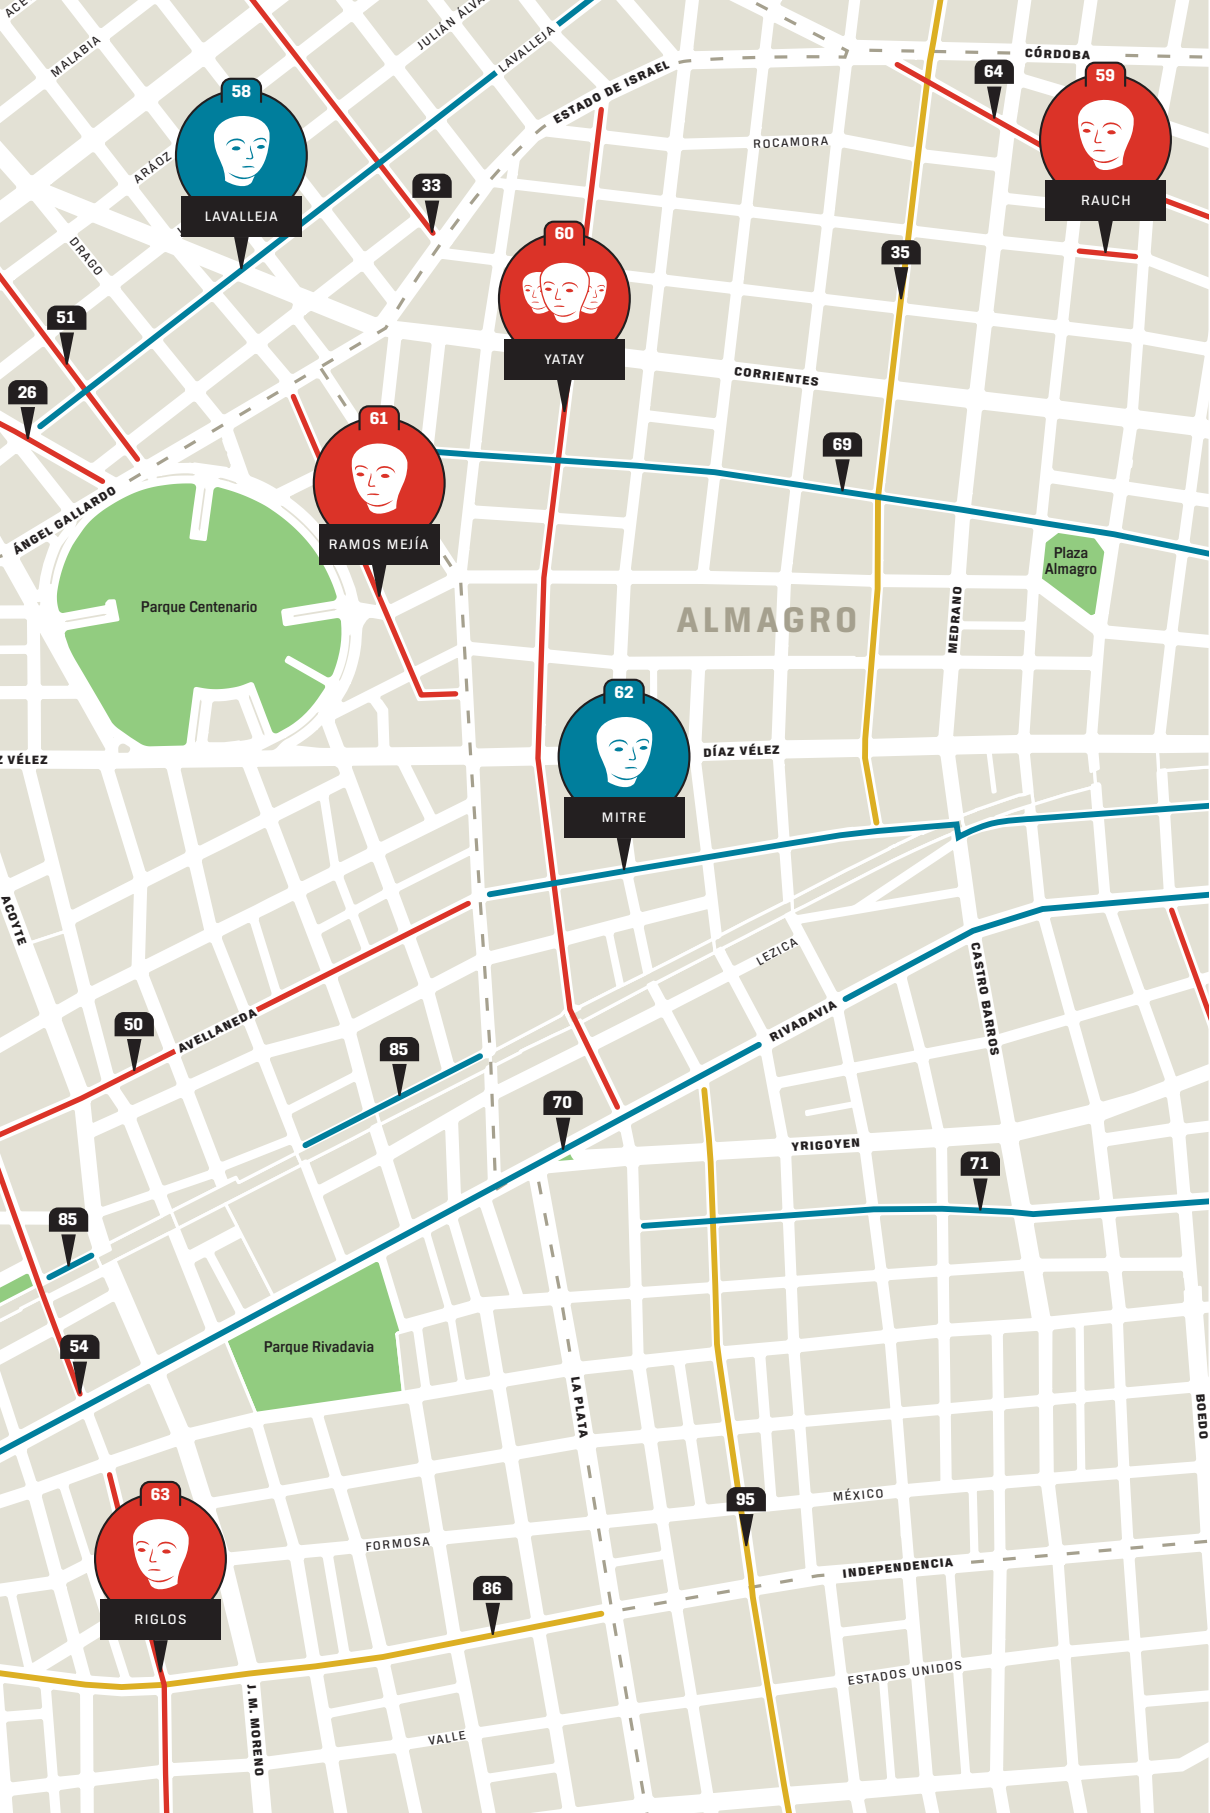 ACE
MALABIA
JULIÁN ÁLVA
LAVALLEJA
ESTADO DE ISRAEL
CÓRDOBA
64
59
RAUCH
58
LAVALLEJA
ARÁOZ
ROCAMORA
33
60
YATAY
35
DRAGO
51
26
CORRIENTES
61
RAMOS MEJÍA
69
ÁNGEL GALLARDO
Parque Centenario
Plaza
Almagro
ALMAGRO
MEDRANO
62
MITRE
Z VÉLEZ
DÍAZ VÉLEZ
ACOYTE
LEZICA
CASTRO BARROS
RIVADAVIA
50
AVELLANEDA
85
70
YRIGOYEN
71
85
54
Parque Rivadavia
LA PLATA
BOEDO
63
RIGLOS
95
MÉXICO
FORMOSA
INDEPENDENCIA
86
ESTADOS UNIDOS
J. M. MORENO
VALLE